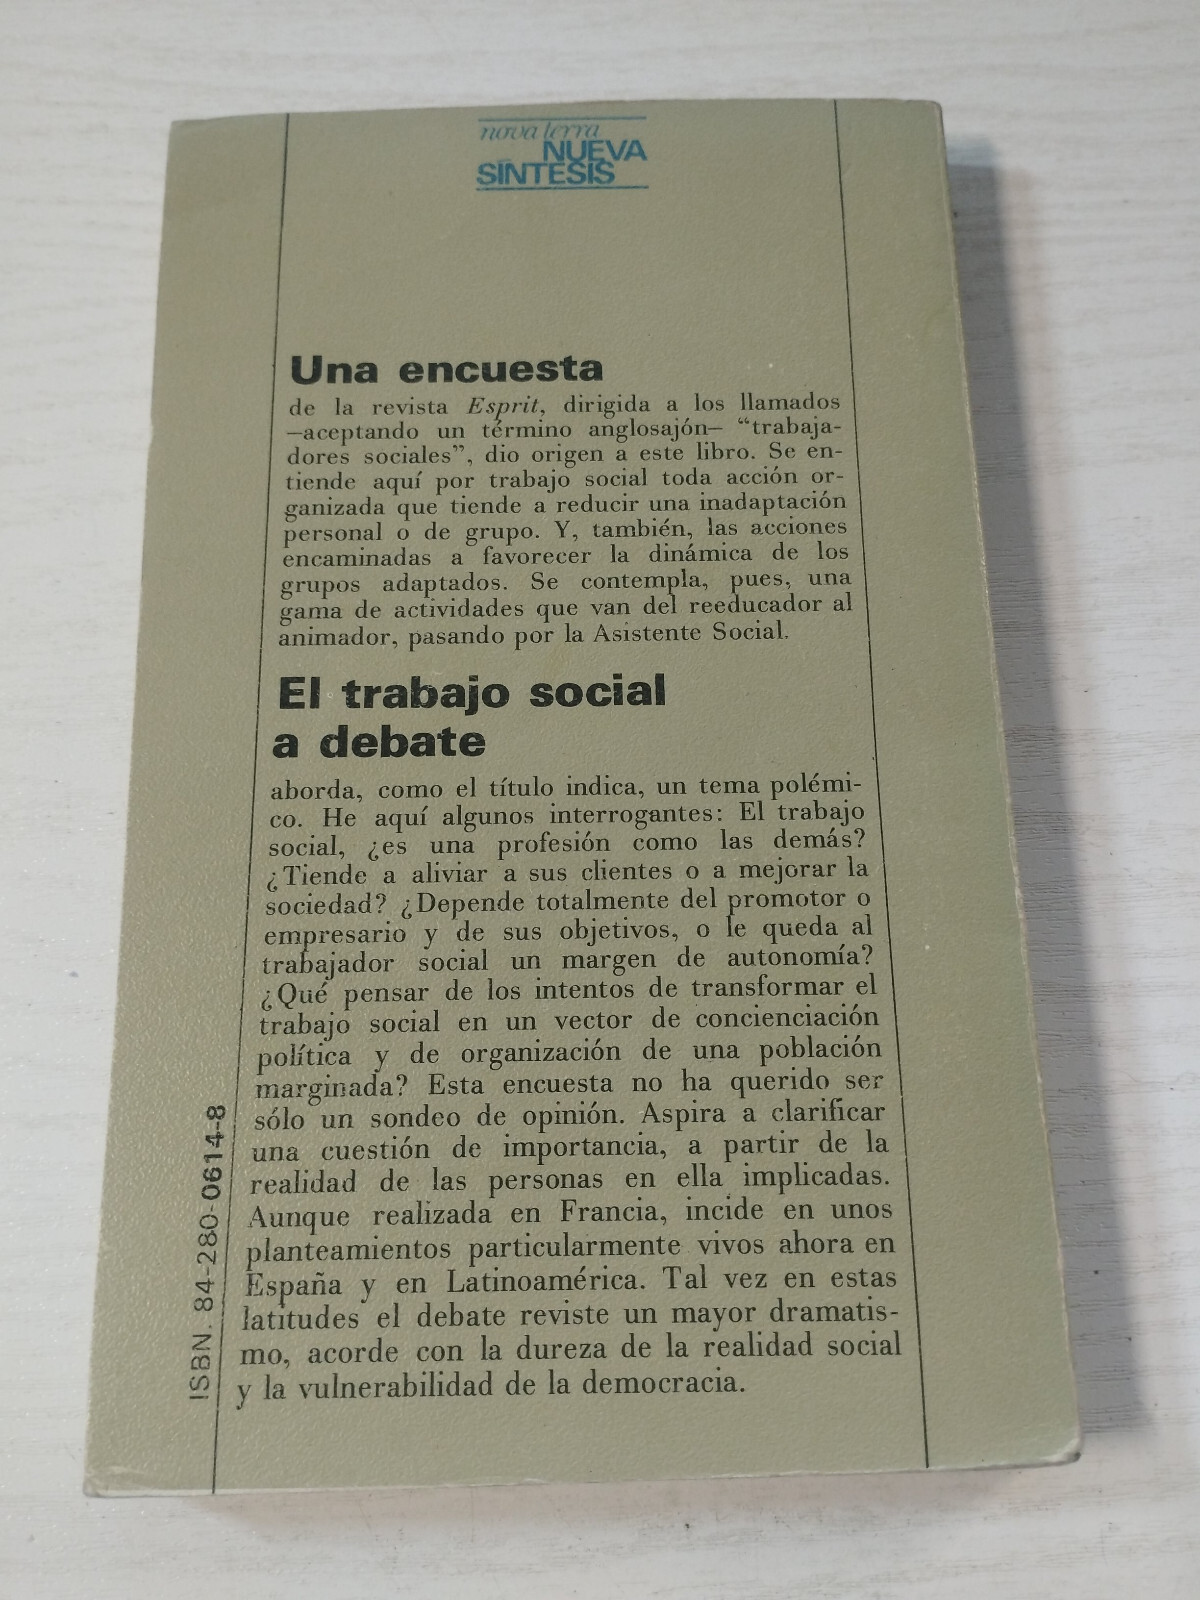 nova terra
NUEVA
SÍNTESIS
Una encuesta
de la revista Esprit, dirigida a los llamados
—aceptando un término anglosajón— “trabaja-
dores sociales”, dio origen a este libro. Se en-
tiende aquí por trabajo social toda acción or-
ganizada que tiende a reducir una inadaptación
personal o de grupo. Y, también, las acciones
encaminadas a favorecer la dinámica de los
grupos adaptados. Se contempla, pues, una
gama de actividades que van del reeducador al
animador, pasando por la Asistente Social.
El trabajo social
a debate
aborda, como el título indica, un tema polémi-
co. He aquí algunos interrogantes: El trabajo
social, ¿es una profesión como las demás?
¿Tiende a aliviar a sus clientes o a mejorar la
sociedad? ¿Depende totalmente del promotor o
empresario y de sus objetivos, o le queda al
trabajador social un margen de autonomía?
¿Qué pensar de los intentos de transformar el
trabajo social en un vector de concienciación
política y de organización de una población
marginada? Esta encuesta no ha querido ser
sólo un sondeo de opinión. Aspira a clarificar
una cuestión de importancia, a partir de la
realidad de las personas en ella implicadas.
Aunque realizada en Francia, incide en unos
planteamientos particularmente vivos ahora en
España y en Latinoamérica. Tal vez en estas
latitudes el debate reviste un mayor dramatis-
mo, acorde con la dureza de la realidad social
y la vulnerabilidad de la democracia.
ISBN. 84-280-0614-8